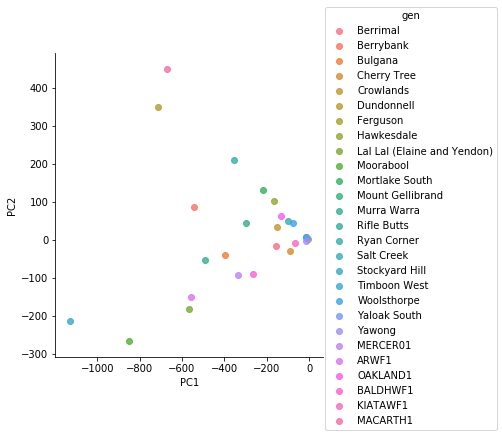 gen
Berrimal
Berrybank
Bulgana
Cherry Tree
Crowlands
Dundonnell
Ferguson
Hawkesdale
Lal Lal (Elaine and Yendon)
Moorabool
Mortlake South
Mount Gellibrand
Murra Warra
Rifle Butts
Ryan Corner
Salt Creek
Stockyard Hill
Timboon West
Woolsthorpe
Yaloak South
Yawong
MERCER01
ARWF1
OAKLAND1
BALDHWF1
KIATAWF1
MACARTH1
PC2
400
300
200
100
0
−100
−200
−300
−1000 −800 −600 −400 −200 0
PC1